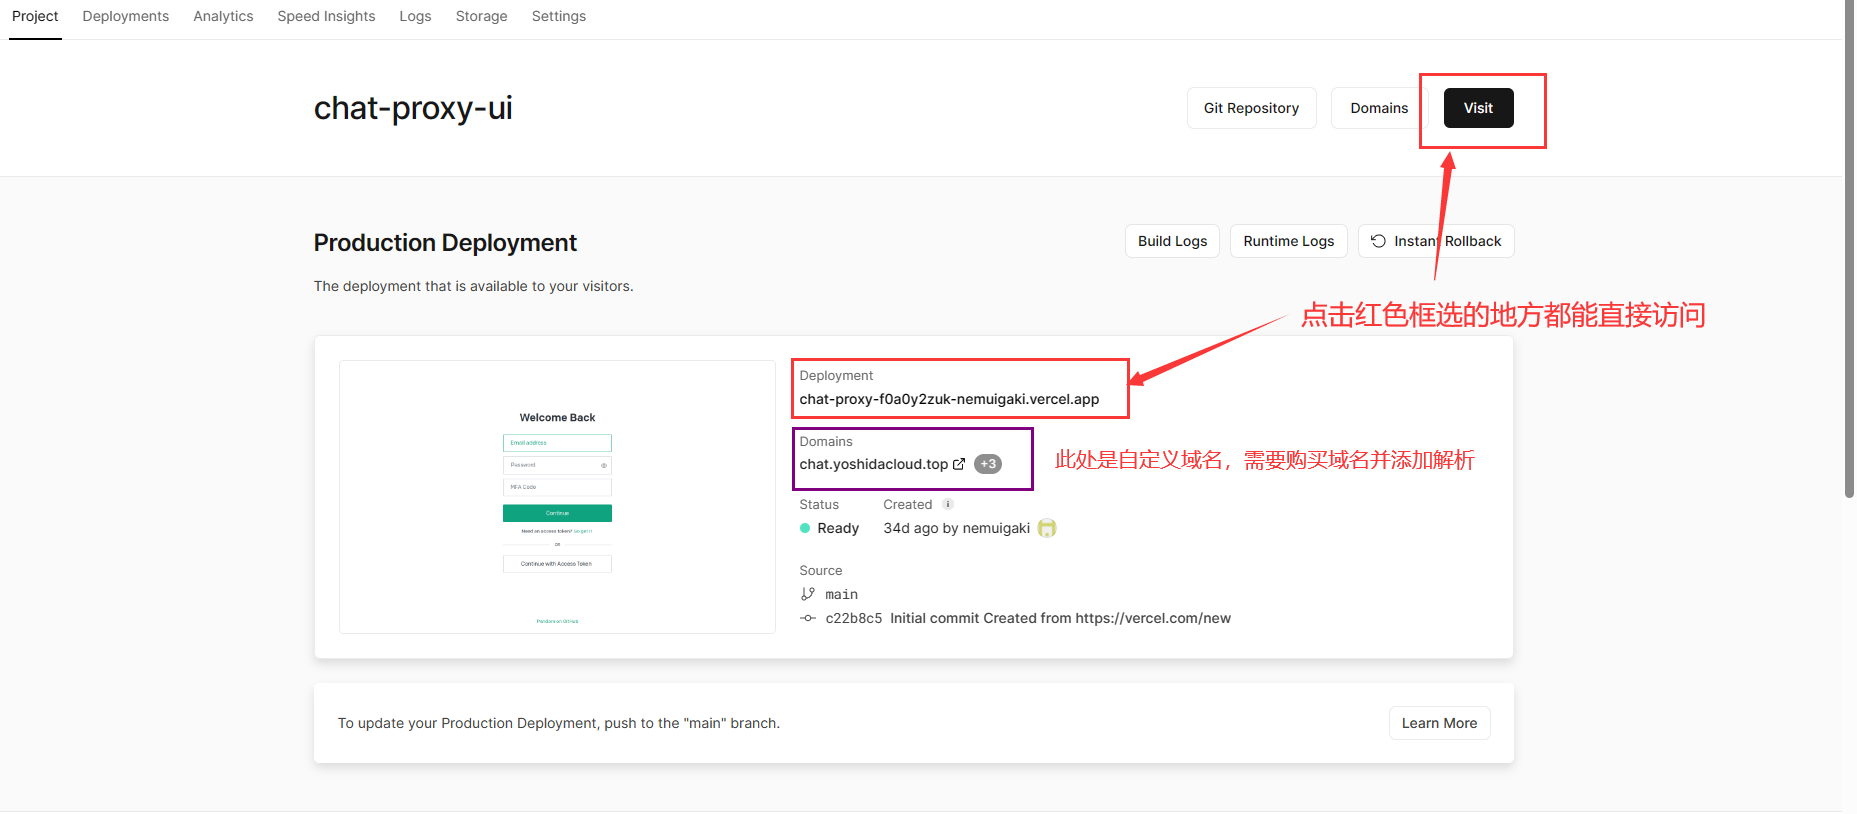 Project Deployments Analytics Speed Insights Logs Storage Settings
chat-proxy-ui
Git Repository Domains Visit
Production Deployment
Build Logs Runtime Logs Instant Rollback
The deployment that is available to your visitors.
点击红色框选的地方都能直接访问
Welcome Back
Email address
Password
MFA Code
Continue
Need an access token? Go get it
OR
Continue with Access Token
Pandora on GitHub
Deployment
chat-proxy-f0a0y2zuk-nemuigaki.vercel.app
Domains
chat.yoshidacloud.top +3
此处是自定义域名，需要购买域名并添加解析
Status Created
Ready 34d ago by nemuigaki
Source
main
c22b8c5 Initial commit Created from https://vercel.com/new
To update your Production Deployment, push to the "main" branch.
Learn More